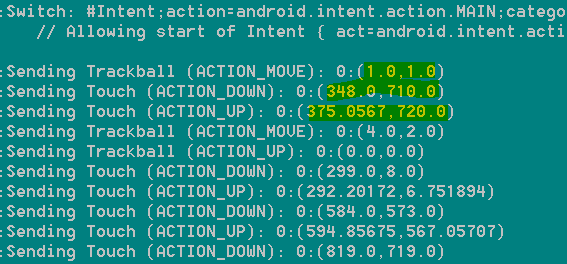 :Switch: #Intent;action=android.intent.action.MAIN;catego
// Allowing start of Intent { act=android.intent.acti
:Sending Trackball (ACTION_MOVE): 0:(1.0,1.0)
:Sending Touch (ACTION_DOWN): 0:(348.0,710.0)
:Sending Touch (ACTION_UP): 0:(375.0567,720.0)
:Sending Trackball (ACTION_MOVE): 0:(4.0,2.0)
:Sending Trackball (ACTION_UP): 0:(0.0,0.0)
:Sending Touch (ACTION_DOWN): 0:(299.0,8.0)
:Sending Touch (ACTION_UP): 0:(292.20172,6.751894)
:Sending Touch (ACTION_DOWN): 0:(584.0,573.0)
:Sending Touch (ACTION_UP): 0:(594.85675,567.05707)
:Sending Touch (ACTION_DOWN): 0:(819.0,719.0)